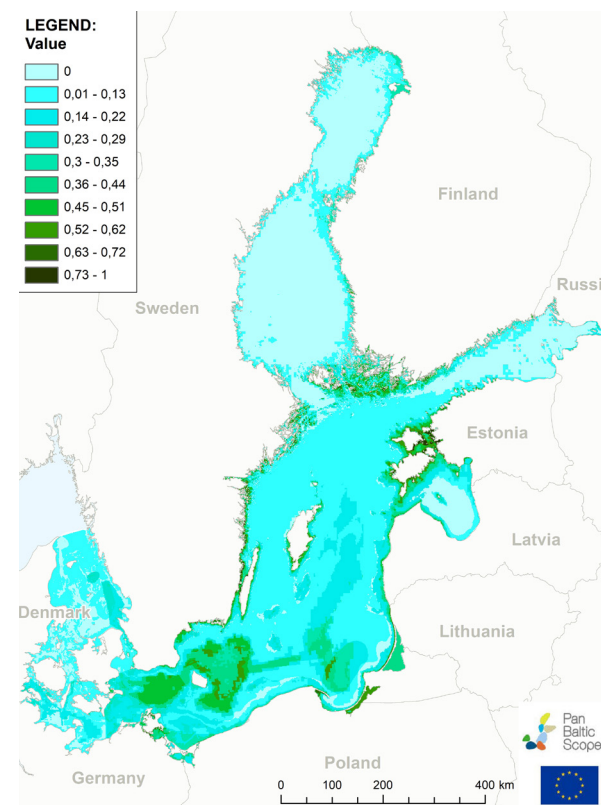 LEGEND:
Value
0
0,01 - 0,13
0,14 - 0,22
0,23 - 0,29
0,3 - 0,35
0,36 - 0,44
0,45 - 0,51
0,52 - 0,62
0,63 - 0,72
0,73 - 1
Finland
Russi
Sweden
Estonia
Latvia
Denmark
Lithuania
Pan
Baltic
Scope
Poland
Germany
0 100 200 400 km